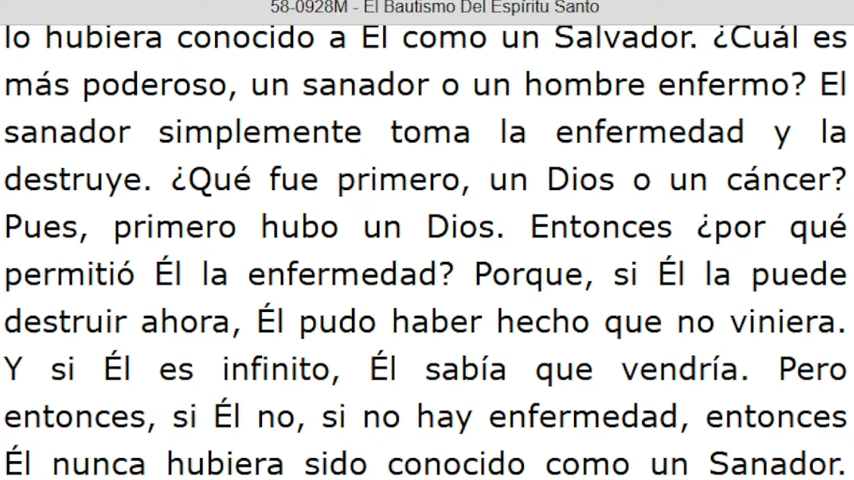 58-0928M - El Bautismo Del Espíritu Santo
lo hubiera conocido a Él como un Salvador. ¿Cuál es
más poderoso, un sanador o un hombre enfermo? El
sanador simplemente toma la enfermedad y la
destruye. ¿Qué fue primero, un Dios o un cáncer?
Pues, primero hubo un Dios. Entonces ¿por qué
permitió Él la enfermedad? Porque, si Él la puede
destruir ahora, Él pudo haber hecho que no viniera.
Y si Él es infinito, Él sabía que vendría. Pero
entonces, si Él no, si no hay enfermedad, entonces
Él nunca hubiera sido conocido como un Sanador.